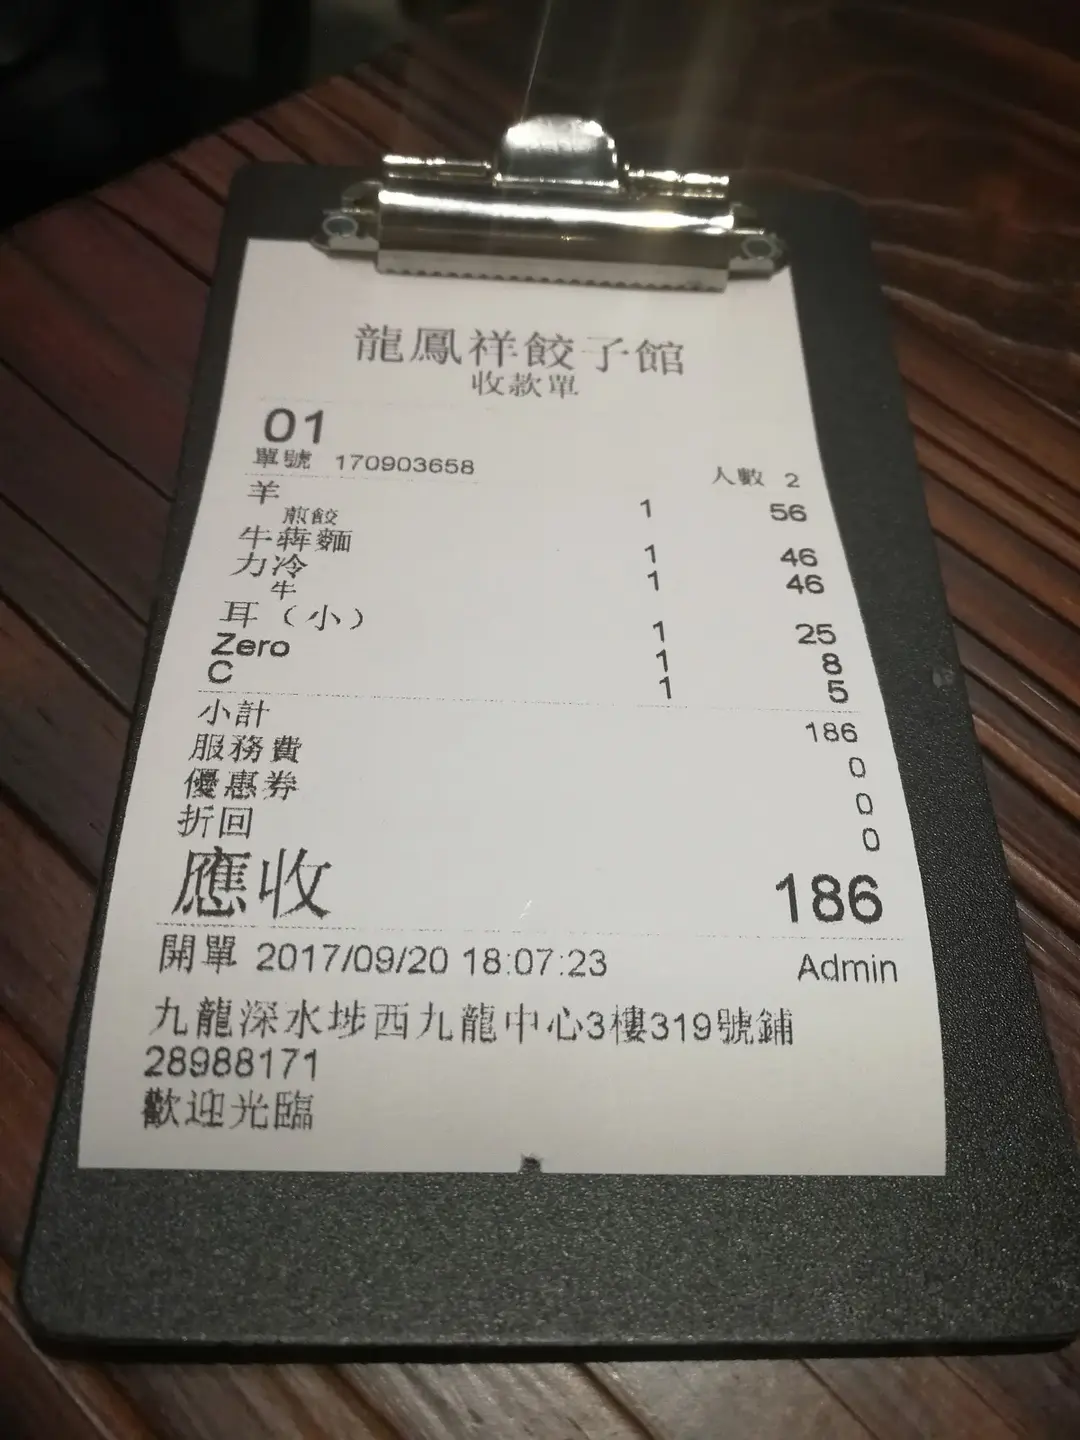 龍鳳祥餃子館
收款單
01
單號 170903658 人數 2
羊 1 56
煎餃
牛犇麵 1 46
力冷 1 46
牛
耳（小） 1 25
Zero 1 8
C 1 5
小計 186
服務費 0
優惠券 0
折回 0
應收 186
開單 2017/09/20 18:07:23 Admin
九龍深水埗西九龍中心3樓319號鋪
28988171
歡迎光臨